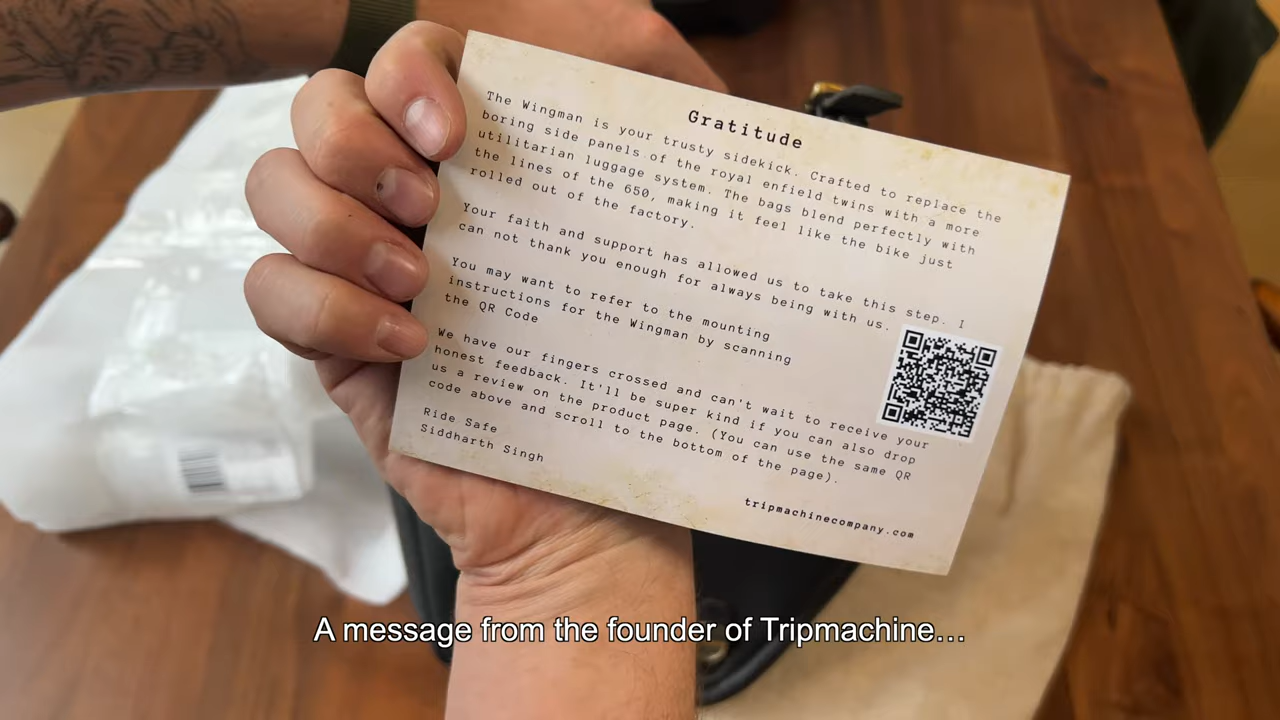 Gratitude
The Wingman is your trusty sidekick. Crafted to replace the
boring side panels of the royal enfield twins with a more
utilitarian luggage system. The bags blend perfectly with
the lines of the 650, making it feel like the bike just
rolled out of the factory.
Your faith and support has allowed us to take this step. I
can not thank you enough for always being with us.
You may want to refer to the mounting
instructions for the Wingman by scanning
the QR Code
We have our fingers crossed and can't wait to receive your
honest feedback. It'll be super kind if you can also drop
us a review on the product page. (You can use the same QR
code above and scroll to the bottom of the page).
Ride Safe
Siddharth Singh
tripmachinecompany.com
A message from the founder of Tripmachine…